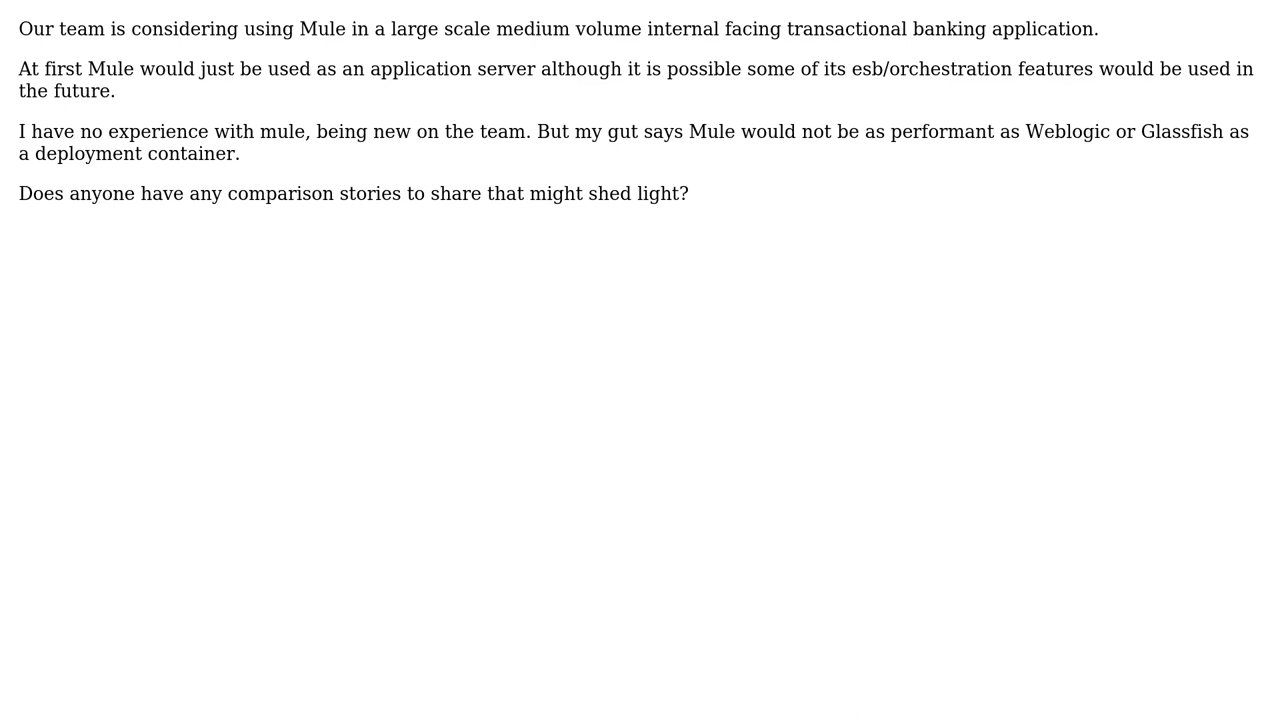 Our team is considering using Mule in a large scale medium volume internal facing transactional banking application.
At first Mule would just be used as an application server although it is possible some of its esb/orchestration features would be used in
the future.
I have no experience with mule, being new on the team. But my gut says Mule would not be as performant as Weblogic or Glassfish as
a deployment container.
Does anyone have any comparison stories to share that might shed light?